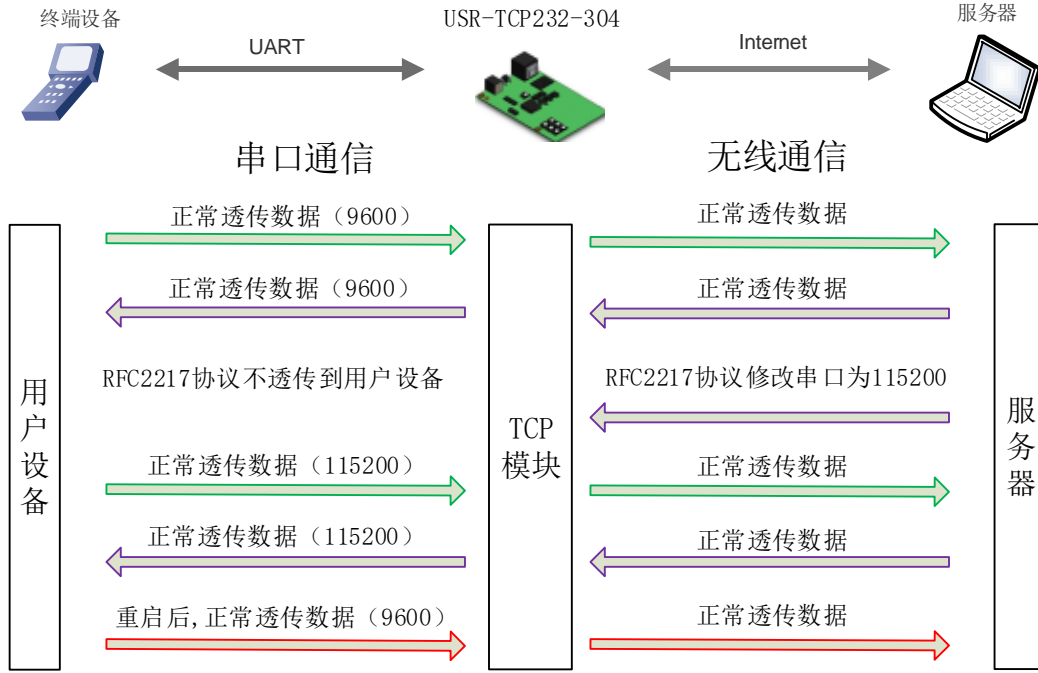 终端设备
USR-TCP232-304
服务器
UART
Internet
串口通信
无线通信
正常透传数据（9600）
正常透传数据
正常透传数据（9600）
正常透传数据
RFC2217协议不透传到用户设备
RFC2217协议修改串口为115200
用户设备
TCP
模块
服务器
正常透传数据（115200）
正常透传数据
正常透传数据（115200）
正常透传数据
重启后,正常透传数据（9600）
正常透传数据